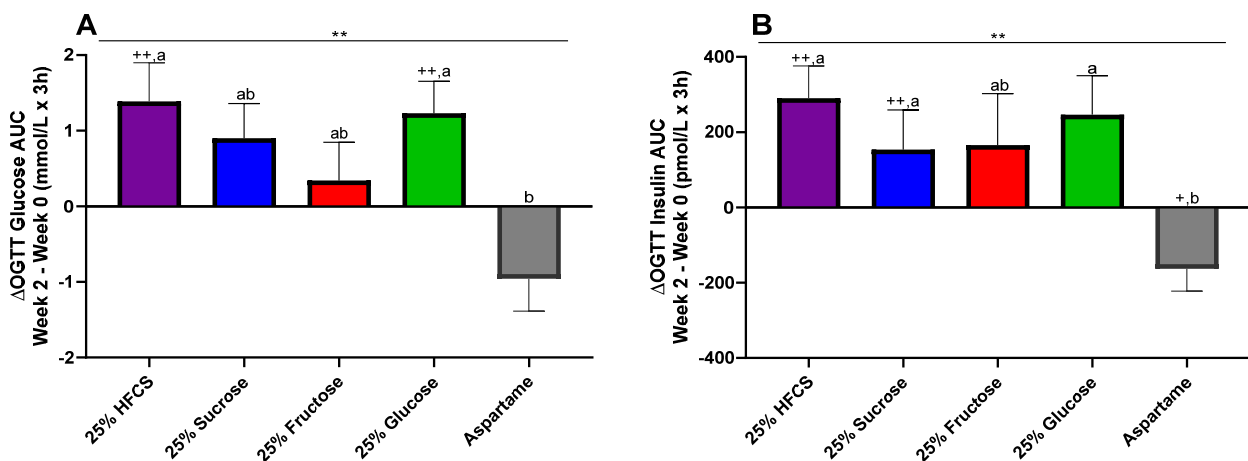 A
**
ΔOGTT Glucose AUC
Week 2 - Week 0 (mmol/L x 3h)
2
1
0
-1
-2
++,a
ab
ab
++,a
b
25% HFCS
25% Sucrose
25% Fructose
25% Glucose
Aspartame
B
**
ΔOGTT Insulin AUC
Week 2 - Week 0 (pmol/L x 3h)
400
200
0
-200
-400
++,a
++,a
ab
a
+,b
25% HFCS
25% Sucrose
25% Fructose
25% Glucose
Aspartame